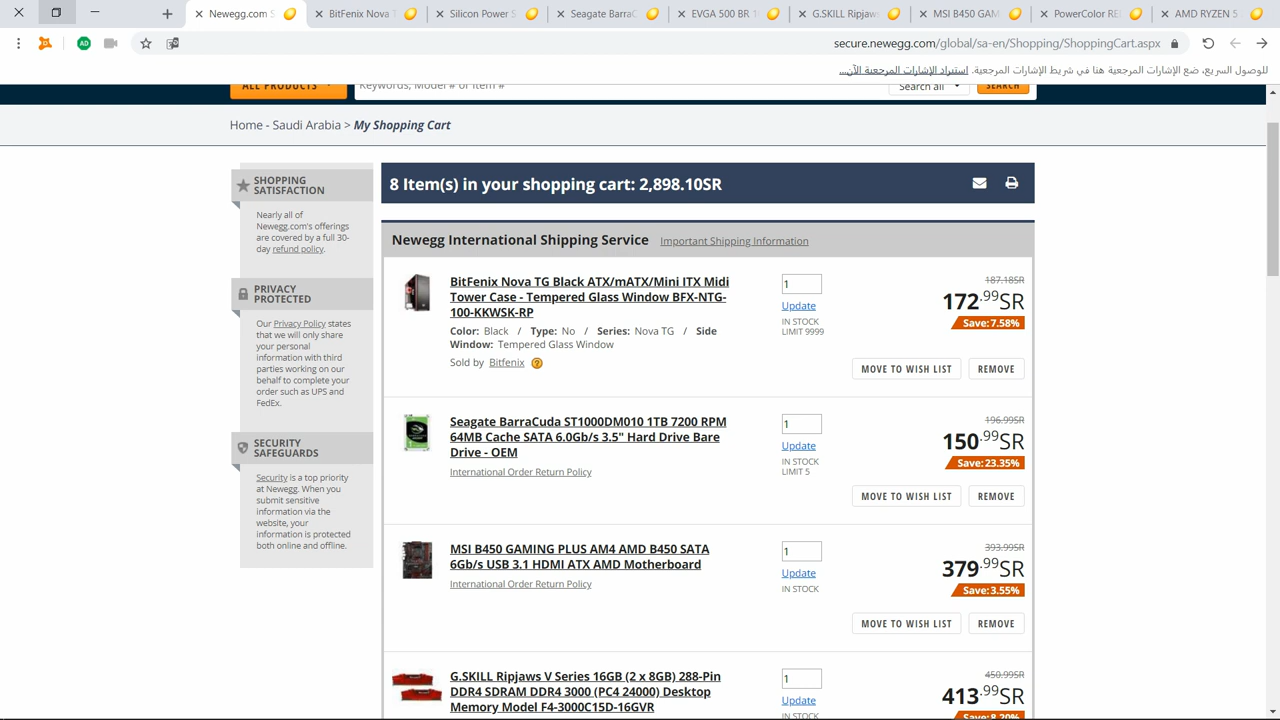 Newegg.com S
BitFenix Nova T
Silicon Power S
Seagate BarraC
EVGA 500 BR 1
G.SKILL Ripjaws
MSI B450 GAM
PowerColor RE
AMD RYZEN 5
secure.newegg.com/global/sa-en/Shopping/ShoppingCart.aspx
للوصول السريع، ضع الإشارات المرجعية هنا في شريط الإشارات المرجعية. استيراد الإشارات المرجعية الآن...
ALL PRODUCTS
Keywords, Model # or Item #
Search all
SEARCH
Home - Saudi Arabia > My Shopping Cart
SHOPPING
SATISFACTION
Nearly all of
Newegg.com's offerings
are covered by a full 30-
day refund policy.
PRIVACY
PROTECTED
Our Privacy Policy states
that we will only share
your personal
information with third
parties working on our
behalf to complete your
order such as UPS and
FedEx.
SECURITY
SAFEGUARDS
Security is a top priority
at Newegg. When you
submit sensitive
information via the
website, your
information is protected
both online and offline.
8 Item(s) in your shopping cart: 2,898.10SR
Newegg International Shipping Service Important Shipping Information
BitFenix Nova TG Black ATX/mATX/Mini ITX Midi
Tower Case - Tempered Glass Window BFX-NTG-
100-KKWSK-RP
Color: Black / Type: No / Series: Nova TG / Side
Window: Tempered Glass Window
Sold by Bitfenix
1
Update
IN STOCK
LIMIT 9999
187.18SR
172.99SR
Save: 7.58%
MOVE TO WISH LIST
REMOVE
Seagate BarraCuda ST1000DM010 1TB 7200 RPM
64MB Cache SATA 6.0Gb/s 3.5" Hard Drive Bare
Drive - OEM
International Order Return Policy
1
Update
IN STOCK
LIMIT 5
196.99SR
150.99SR
Save: 23.35%
MOVE TO WISH LIST
REMOVE
MSI B450 GAMING PLUS AM4 AMD B450 SATA
6Gb/s USB 3.1 HDMI ATX AMD Motherboard
International Order Return Policy
1
Update
IN STOCK
393.99SR
379.99SR
Save: 3.55%
MOVE TO WISH LIST
REMOVE
G.SKILL Ripjaws V Series 16GB (2 x 8GB) 288-Pin
DDR4 SDRAM DDR4 3000 (PC4 24000) Desktop
Memory Model F4-3000C15D-16GVR
1
Update
IN STOCK
450.99SR
413.99SR
Save: 8.20%